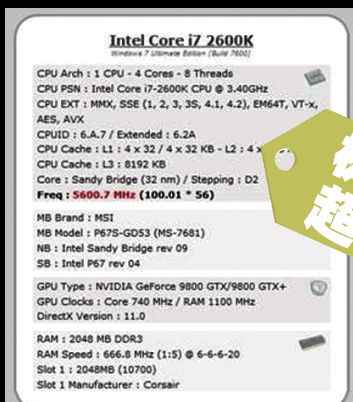 Intel Core i7 2600K
Windows 7 Ultimate Edition (Build 7600)
CPU Arch : 1 CPU - 4 Cores - 8 Threads
CPU PSN : Intel Core i7-2600K CPU @ 3.40GHz
CPU EXT : MMX, SSE (1, 2, 3, 3S, 4.1, 4.2), EM64T, VT-x,
AES, AVX
CPUID : 6.A.7 / Extended : 6.2A
CPU Cache : L1 : 4 x 32 / 4 x 32 KB - L2 : 4 x
CPU Cache : L3 : 8192 KB
Core : Sandy Bridge (32 nm) / Stepping : D2
Freq : 5600.7 MHz (100.01 * 56)
MB Brand : MSI
MB Model : P67S-GD53 (MS-7681)
NB : Intel Sandy Bridge rev 09
SB : Intel P67 rev 04
GPU Type : NVIDIA GeForce 9800 GTX/9800 GTX+
GPU Clocks : Core 740 MHz / RAM 1100 MHz
DirectX Version : 11.0
RAM : 2048 MB DDR3
RAM Speed : 666.8 MHz (1:5) @ 6-6-6-20
Slot 1 : 2048MB (10700)
Slot 1 Manufacturer : Corsair